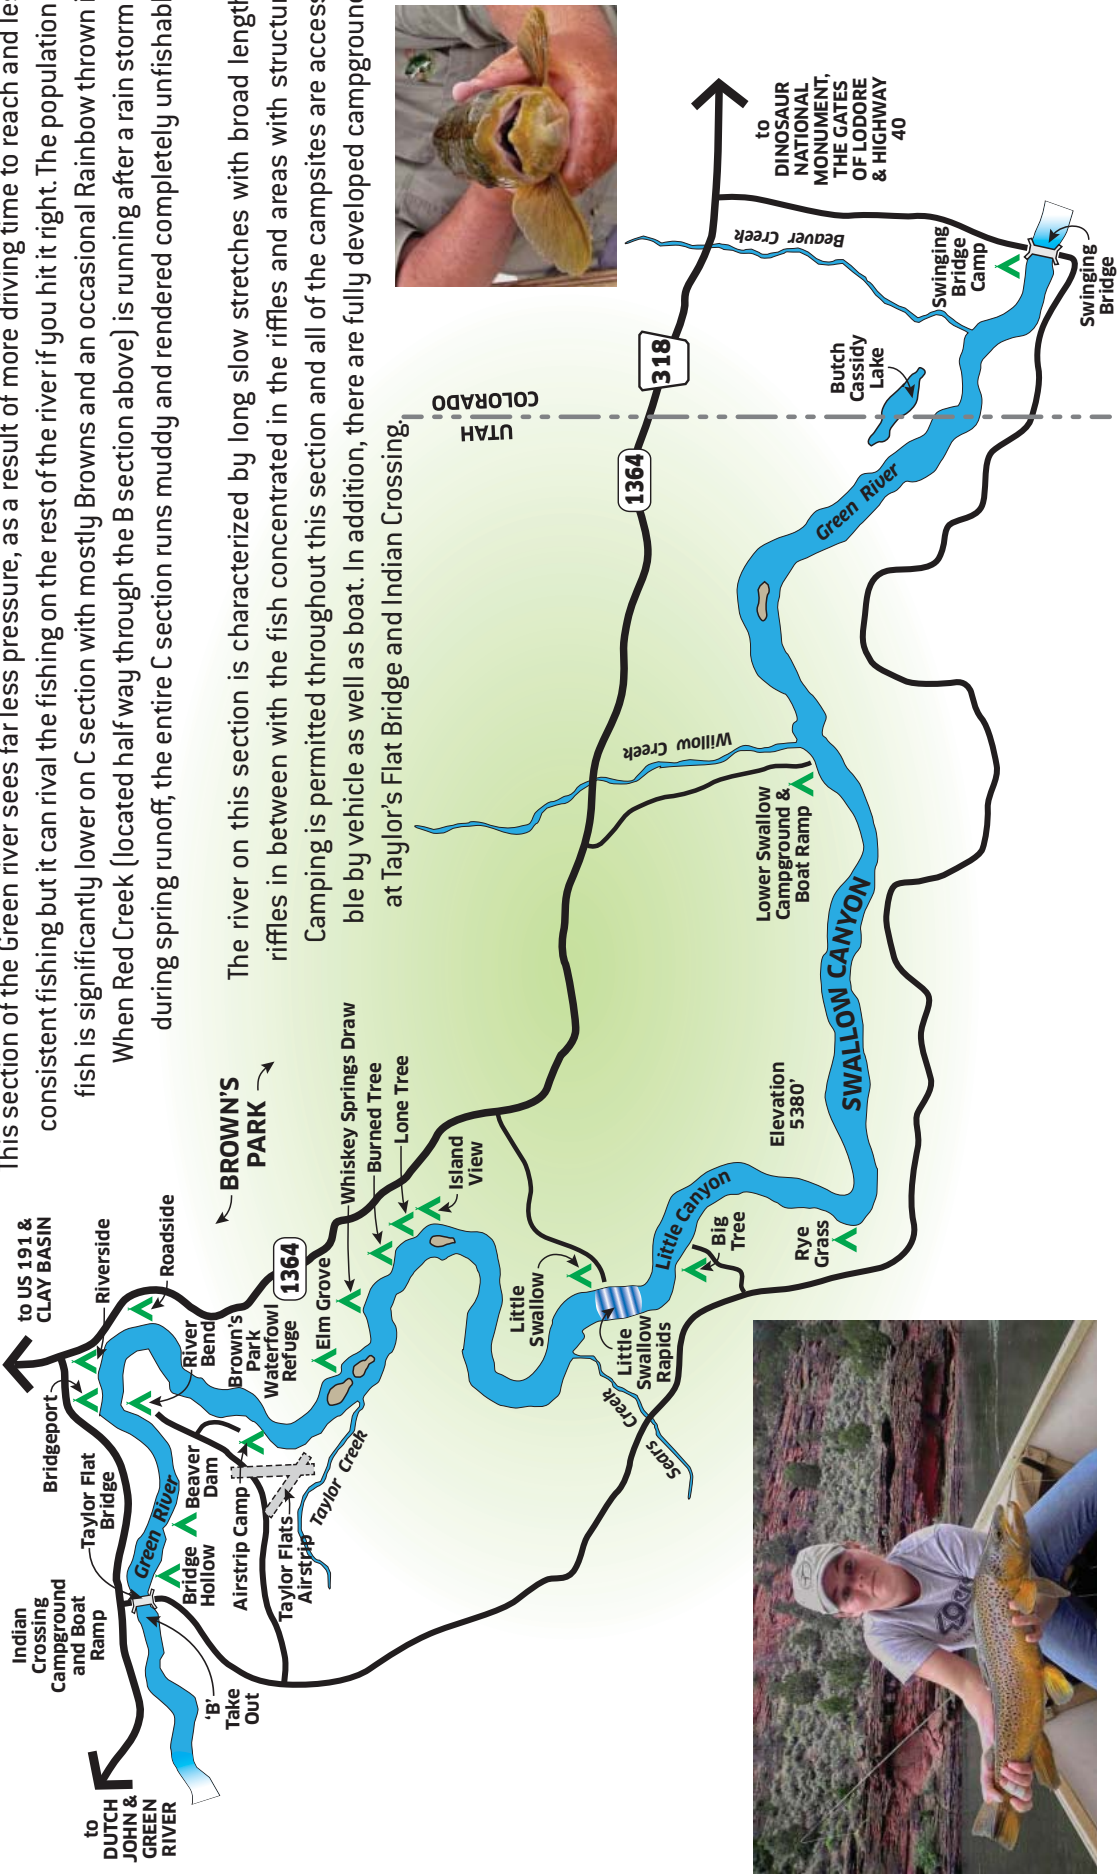 This section of the Green river sees far less pressure, as a result of more driving time to reach and les
consistent fishing but it can rival the fishing on the rest of the river if you hit it right. The population
fish is significantly lower on C section with mostly Browns and an occasional Rainbow thrown i
When Red Creek (located half way through the B section above) is running after a rain storm
during spring runoff, the entire C section runs muddy and rendered completely unfishabl
The river on this section is characterized by long slow stretches with broad length
riffles in between with the fish concentrated in the riffles and areas with structur
Camping is permitted throughout this section and all of the campsites are access
ble by vehicle as well as boat. In addition, there are fully developed campground
at Taylor's Flat Bridge and Indian Crossing.
to
DUTCH
JOHN &
GREEN
RIVER
Indian
Crossing
Campground
and Boat
Ramp
'B'
Take
Out
Taylor Flat
Bridge
Green River
Bridge
Hollow
Beaver
Dam
Bridgeport
to US 191 &
CLAY BASIN
Riverside
Roadside
River
Bend
Airstrip Camp
Taylor Flats
Airstrip
Taylor Creek
Brown's
Park
Waterfowl
Refuge
1364
BROWN'S
PARK
Elm Grove
Whiskey Springs Draw
Burned Tree
Lone Tree
Island
View
Little
Swallow
Little
Swallow
Rapids
Sears Creek
Little Canyon
Big
Tree
Rye
Grass
Elevation
5380'
SWALLOW CANYON
Lower Swallow
Campground &
Boat Ramp
Willow Creek
1364
UTAH
COLORADO
318
Green River
Butch
Cassidy
Lake
Beaver Creek
Swinging
Bridge
Camp
Swinging
Bridge
to
DINOSAUR
NATIONAL
MONUMENT,
THE GATES
OF LODORE
& HIGHWAY
40